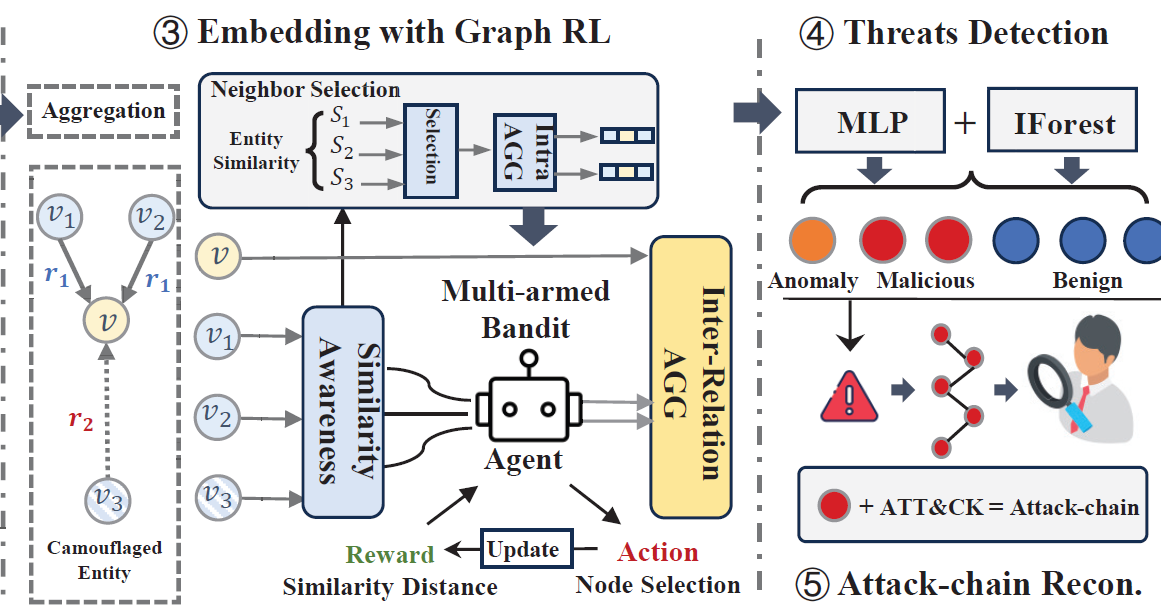 ③ Embedding with Graph RL
Aggregation
v₁
v₂
r₁
r₁
v
r₂
v₃
Camouflaged
Entity
Neighbor Selection
Entity
Similarity
S₁
S₂
S₃
Selection
Intra
AGG
v
v₁
v₂
v₃
Similarity
Awareness
Multi-armed
Bandit
Agent
Inter-Relation
AGG
Reward
Update
Action
Similarity Distance
Node Selection
④ Threats Detection
MLP
+
IForest
Anomaly
Malicious
Benign
+ ATT&CK = Attack-chain
⑤ Attack-chain Recon.